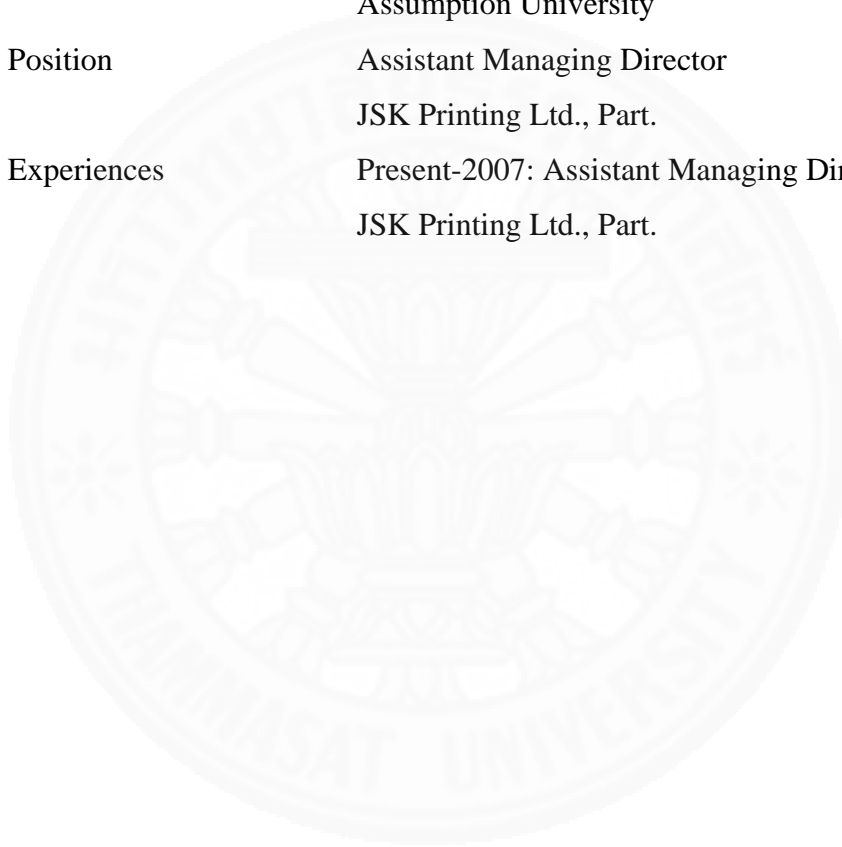 Assumption University
Position Assistant Managing Director
JSK Printing Ltd., Part.
Experiences Present-2007: Assistant Managing
JSK Printing Ltd., Part.
THAMMASAT UNIVERSITY